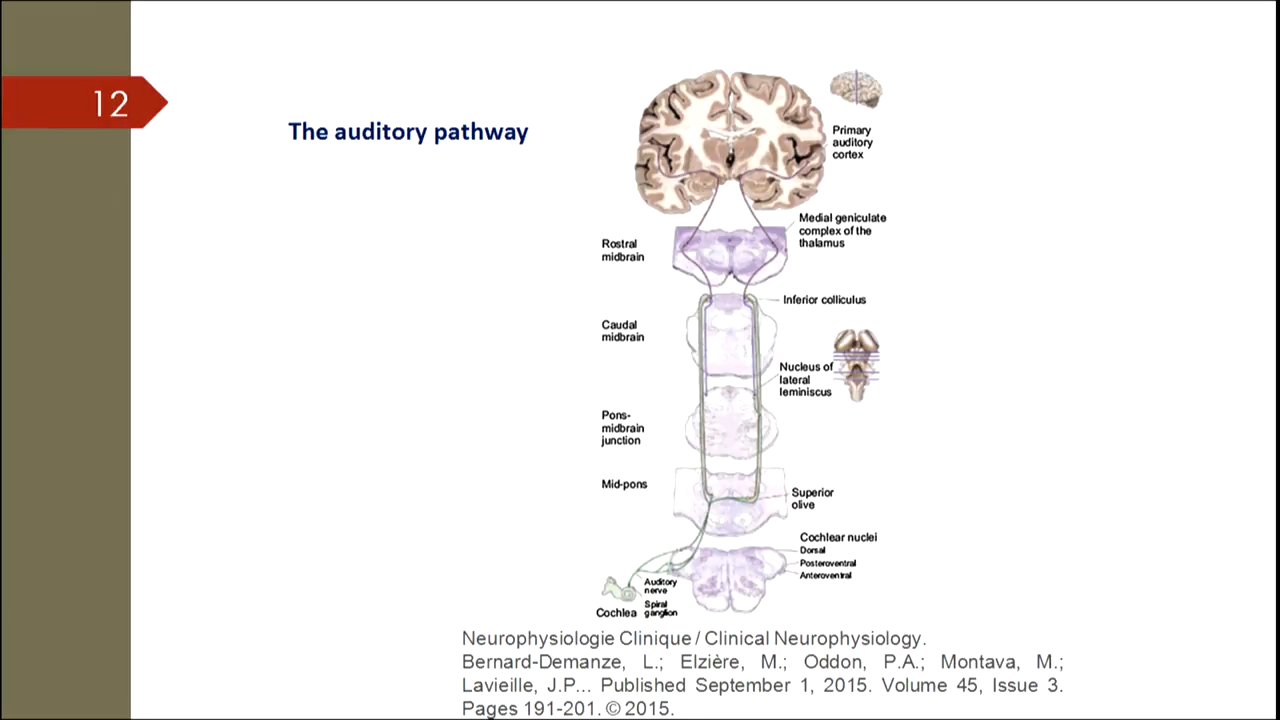 12
The auditory pathway
Primary
auditory
cortex
Medial geniculate
complex of the
thalamus
Rostral
midbrain
Inferior colliculus
Caudal
midbrain
Nucleus of
lateral
leminiscus
Pons-
midbrain
junction
Mid-pons
Superior
olive
Cochlear nuclei
Dorsal
Posteroventral
Anteroventral
Auditory
nerve
Spiral
ganglion
Cochlea
Neurophysiologie Clinique / Clinical Neurophysiology.
Bernard-Demanze, L.; Elzière, M.; Oddon, P.A.; Montava, M.;
Lavieille, J.P... Published September 1, 2015. Volume 45, Issue 3.
Pages 191-201. © 2015.